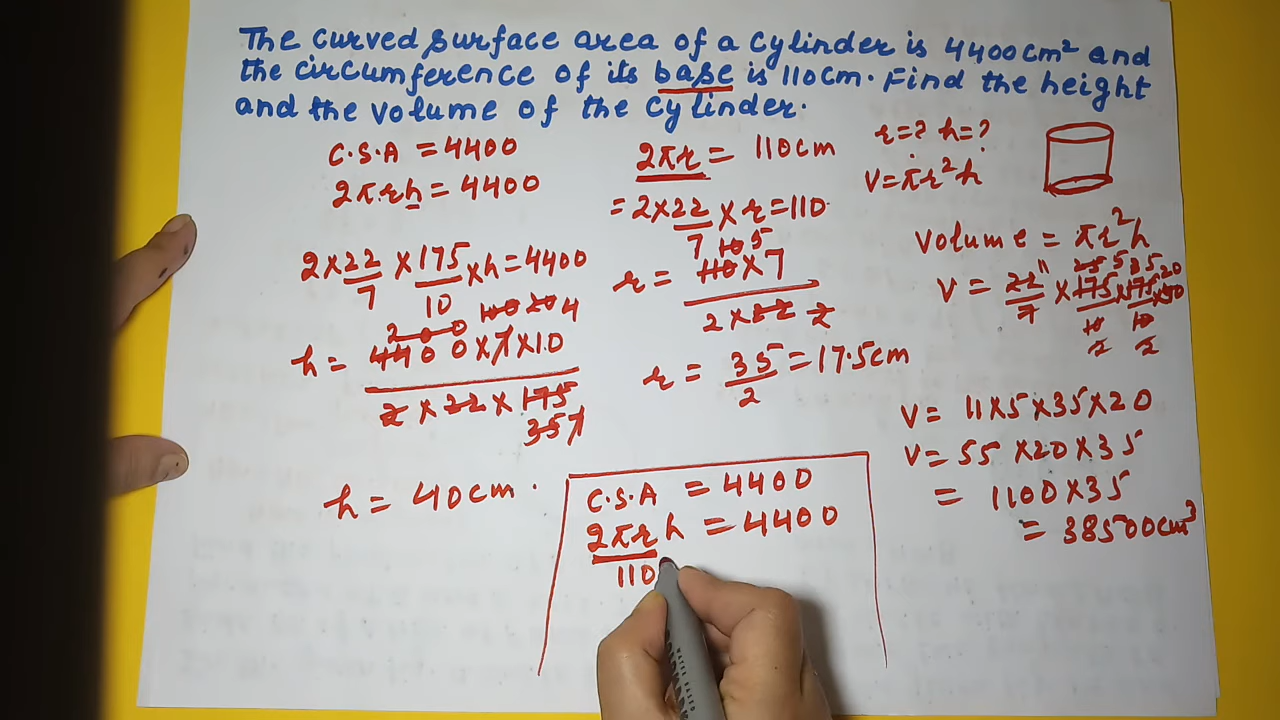 The curved surface area of a cylinder is 4400cm² and
the circumference of its base is 110cm. Find the height
and the volume of the cylinder.
C.S.A = 4400
2πrh = 4400
2×22/7 × 175/10 × h = 4400
h = 4400×7×10 / 2×22×175
h = 40cm.
2πr = 110cm
= 2×22/7 × r = 110
r = 110×7 / 2×22
r = 35/2 = 17.5cm
r=? h=?
V=πr²h
Volume = πr²h
V = 22/7 × 175/10 × 175/10 × 40
V = 11×5×35×20
V = 55×20×35
= 1100×35
= 38500cm³
C.S.A = 4400
2πrh = 4400
110